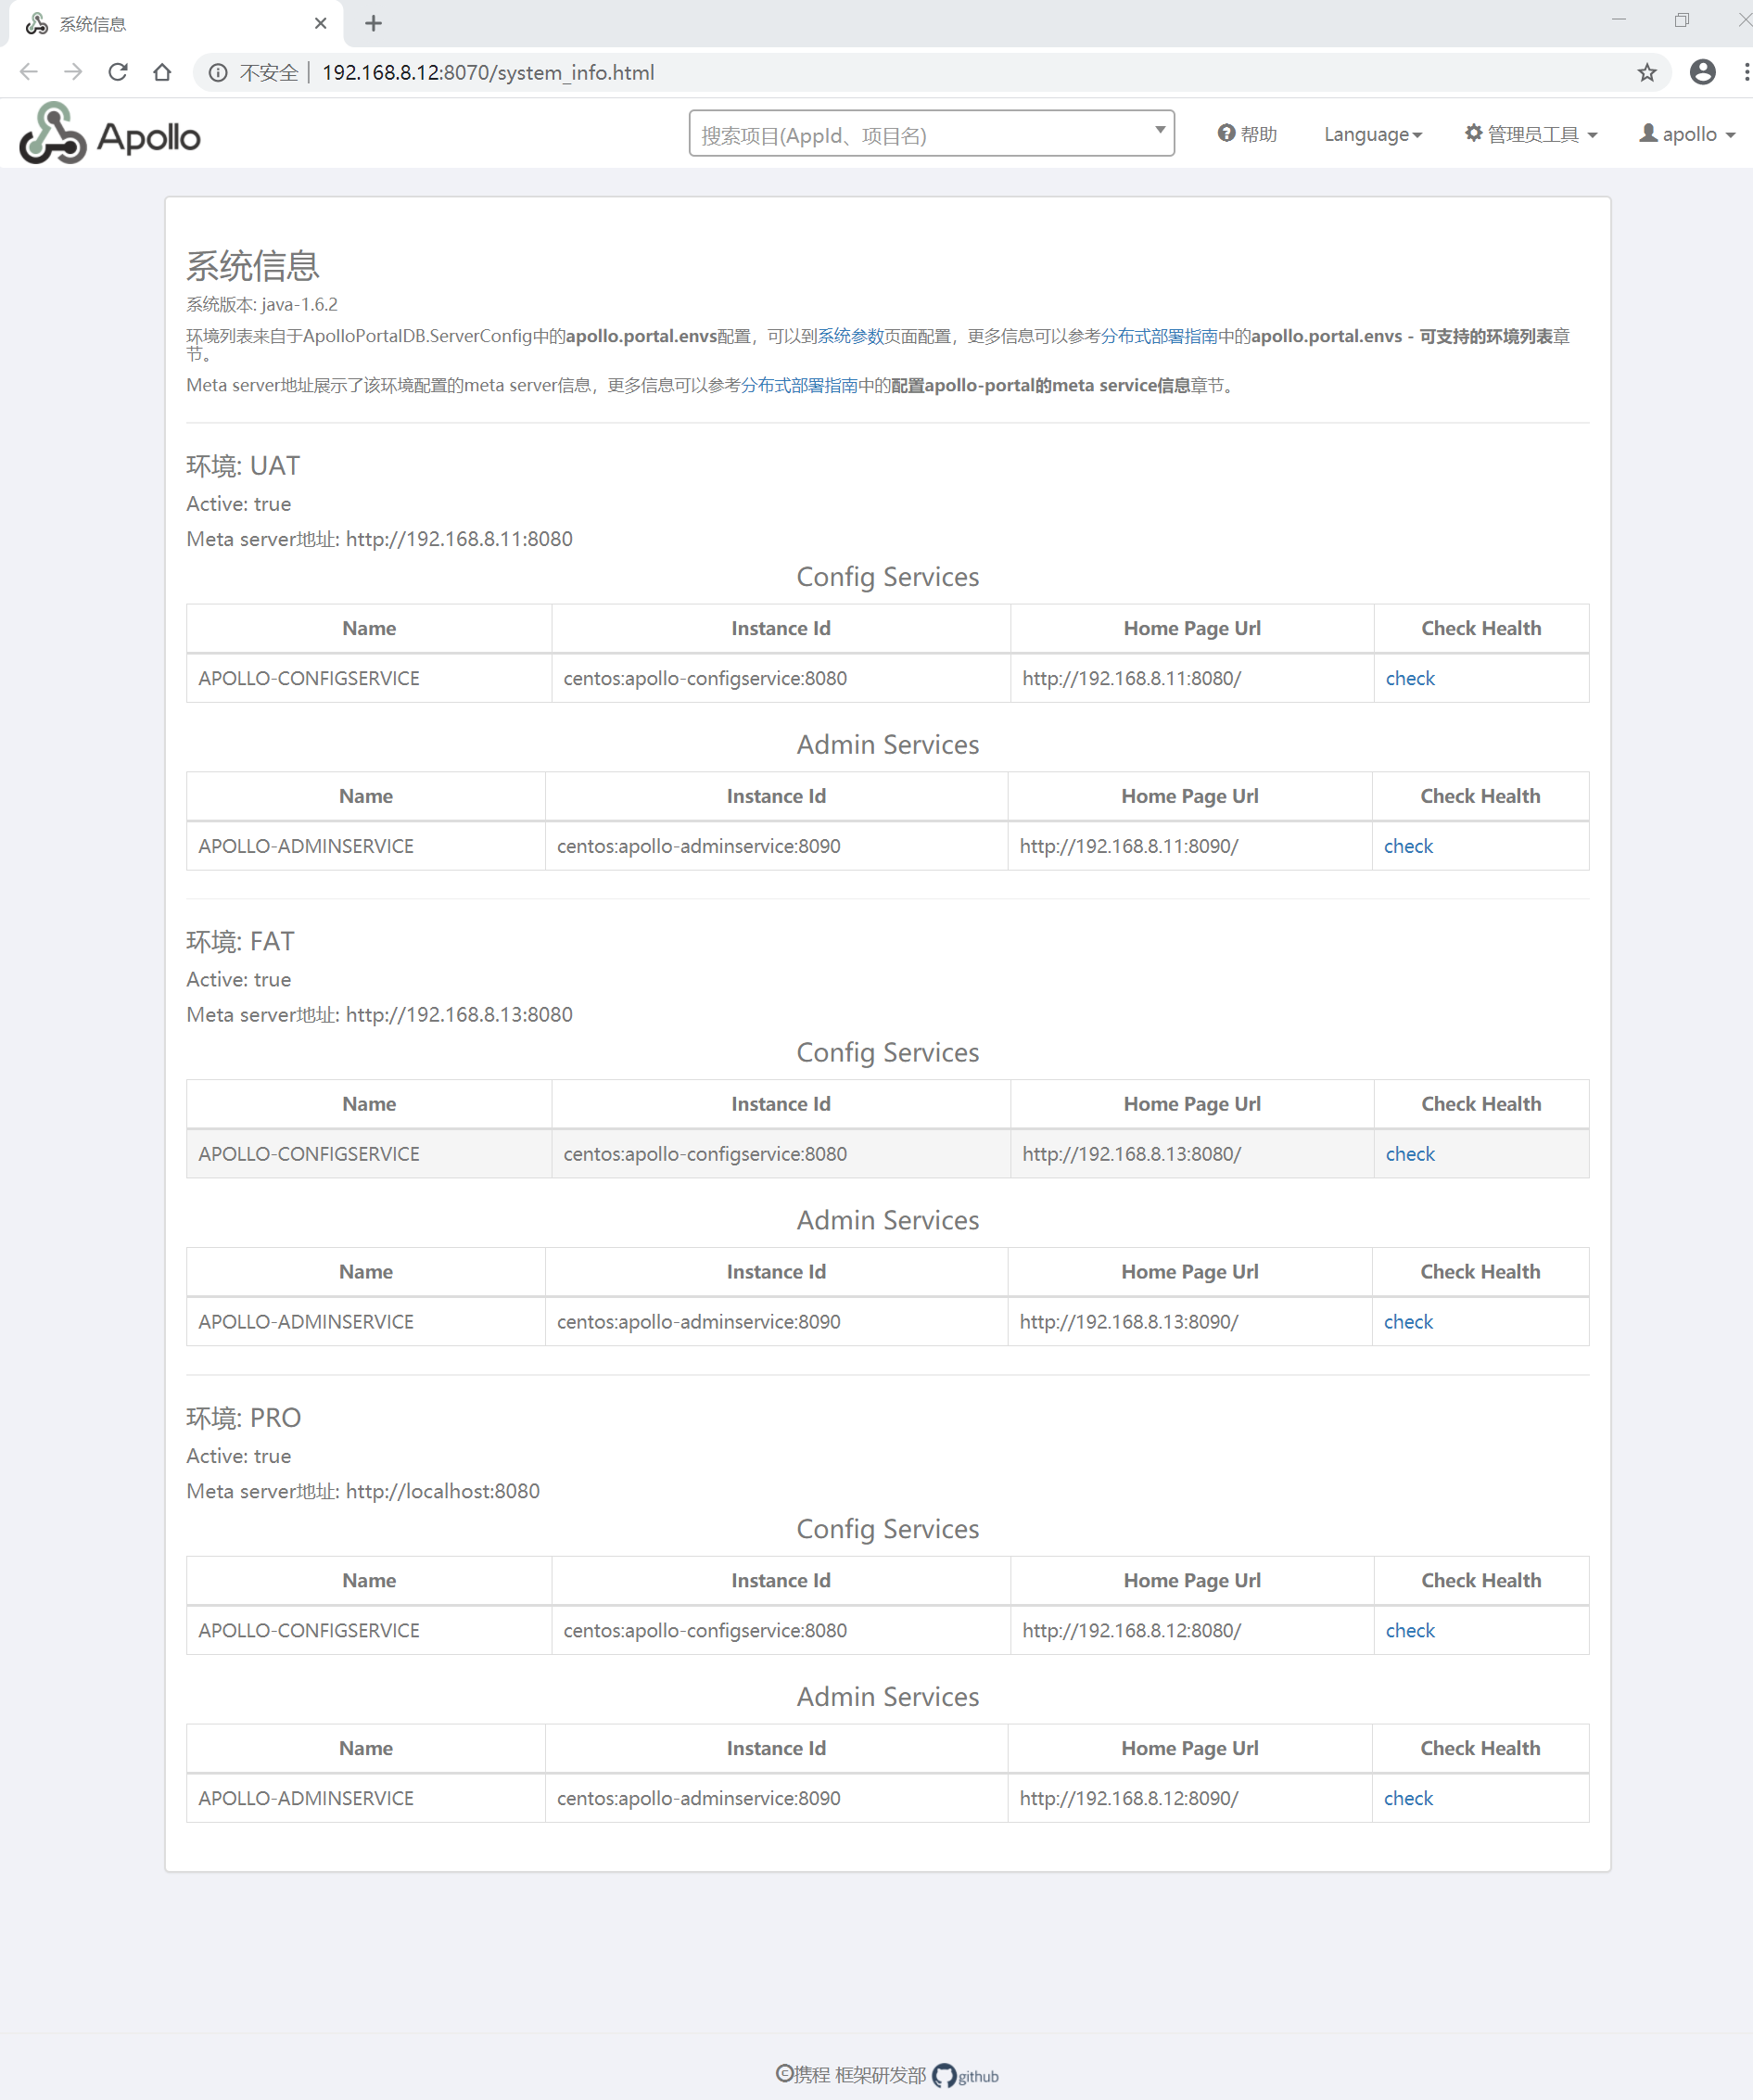 系统信息
不安全 | 192.168.8.12:8070/system_info.html
Apollo
搜索项目(AppId、项目名)
帮助
Language
管理员工具
apollo
系统信息
系统版本: java-1.6.2
环境列表来自于ApolloPortalDB.ServerConfig中的apollo.portal.envs配置，可以到系统参数页面配置，更多信息可以参考分布式部署指南中的apollo.portal.envs - 可支持的环境列表章
节。
Meta server地址展示了该环境配置的meta server信息，更多信息可以参考分布式部署指南中的配置apollo-portal的meta service信息章节。
环境: UAT
Active: true
Meta server地址: http://192.168.8.11:8080
Config Services
Name Instance Id Home Page Url Check Health
APOLLO-CONFIGSERVICE centos:apollo-configservice:8080 http://192.168.8.11:8080/ check
Admin Services
Name Instance Id Home Page Url Check Health
APOLLO-ADMINSERVICE centos:apollo-adminservice:8090 http://192.168.8.11:8090/ check
环境: FAT
Active: true
Meta server地址: http://192.168.8.13:8080
Config Services
Name Instance Id Home Page Url Check Health
APOLLO-CONFIGSERVICE centos:apollo-configservice:8080 http://192.168.8.13:8080/ check
Admin Services
Name Instance Id Home Page Url Check Health
APOLLO-ADMINSERVICE centos:apollo-adminservice:8090 http://192.168.8.13:8090/ check
环境: PRO
Active: true
Meta server地址: http://localhost:8080
Config Services
Name Instance Id Home Page Url Check Health
APOLLO-CONFIGSERVICE centos:apollo-configservice:8080 http://192.168.8.12:8080/ check
Admin Services
Name Instance Id Home Page Url Check Health
APOLLO-ADMINSERVICE centos:apollo-adminservice:8090 http://192.168.8.12:8090/ check
©携程 框架研发部 github